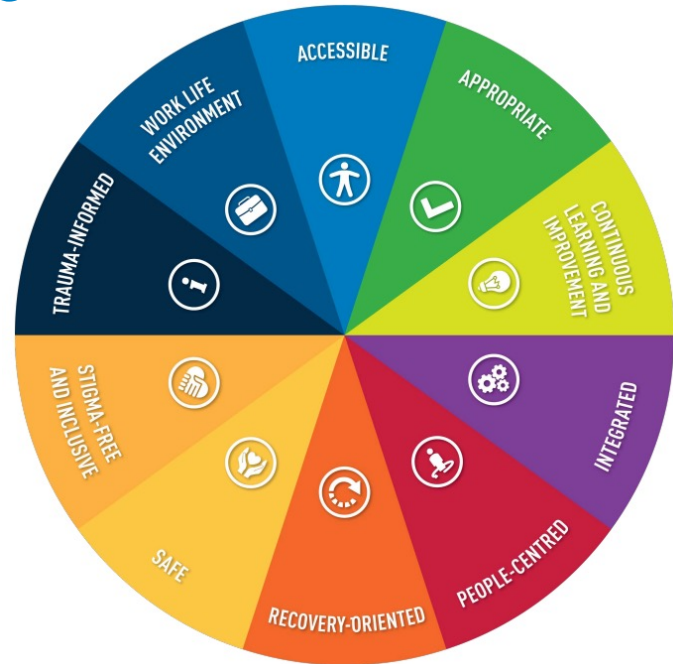 ACCESSIBLE
APPROPRIATE
CONTINUOUS
LEARNING AND
IMPROVEMENT
INTEGRATED
PEOPLE-CENTRED
RECOVERY-ORIENTED
SAFE
STIGMA-FREE
AND INCLUSIVE
TRAUMA-INFORMED
WORK LIFE
ENVIRONMENT